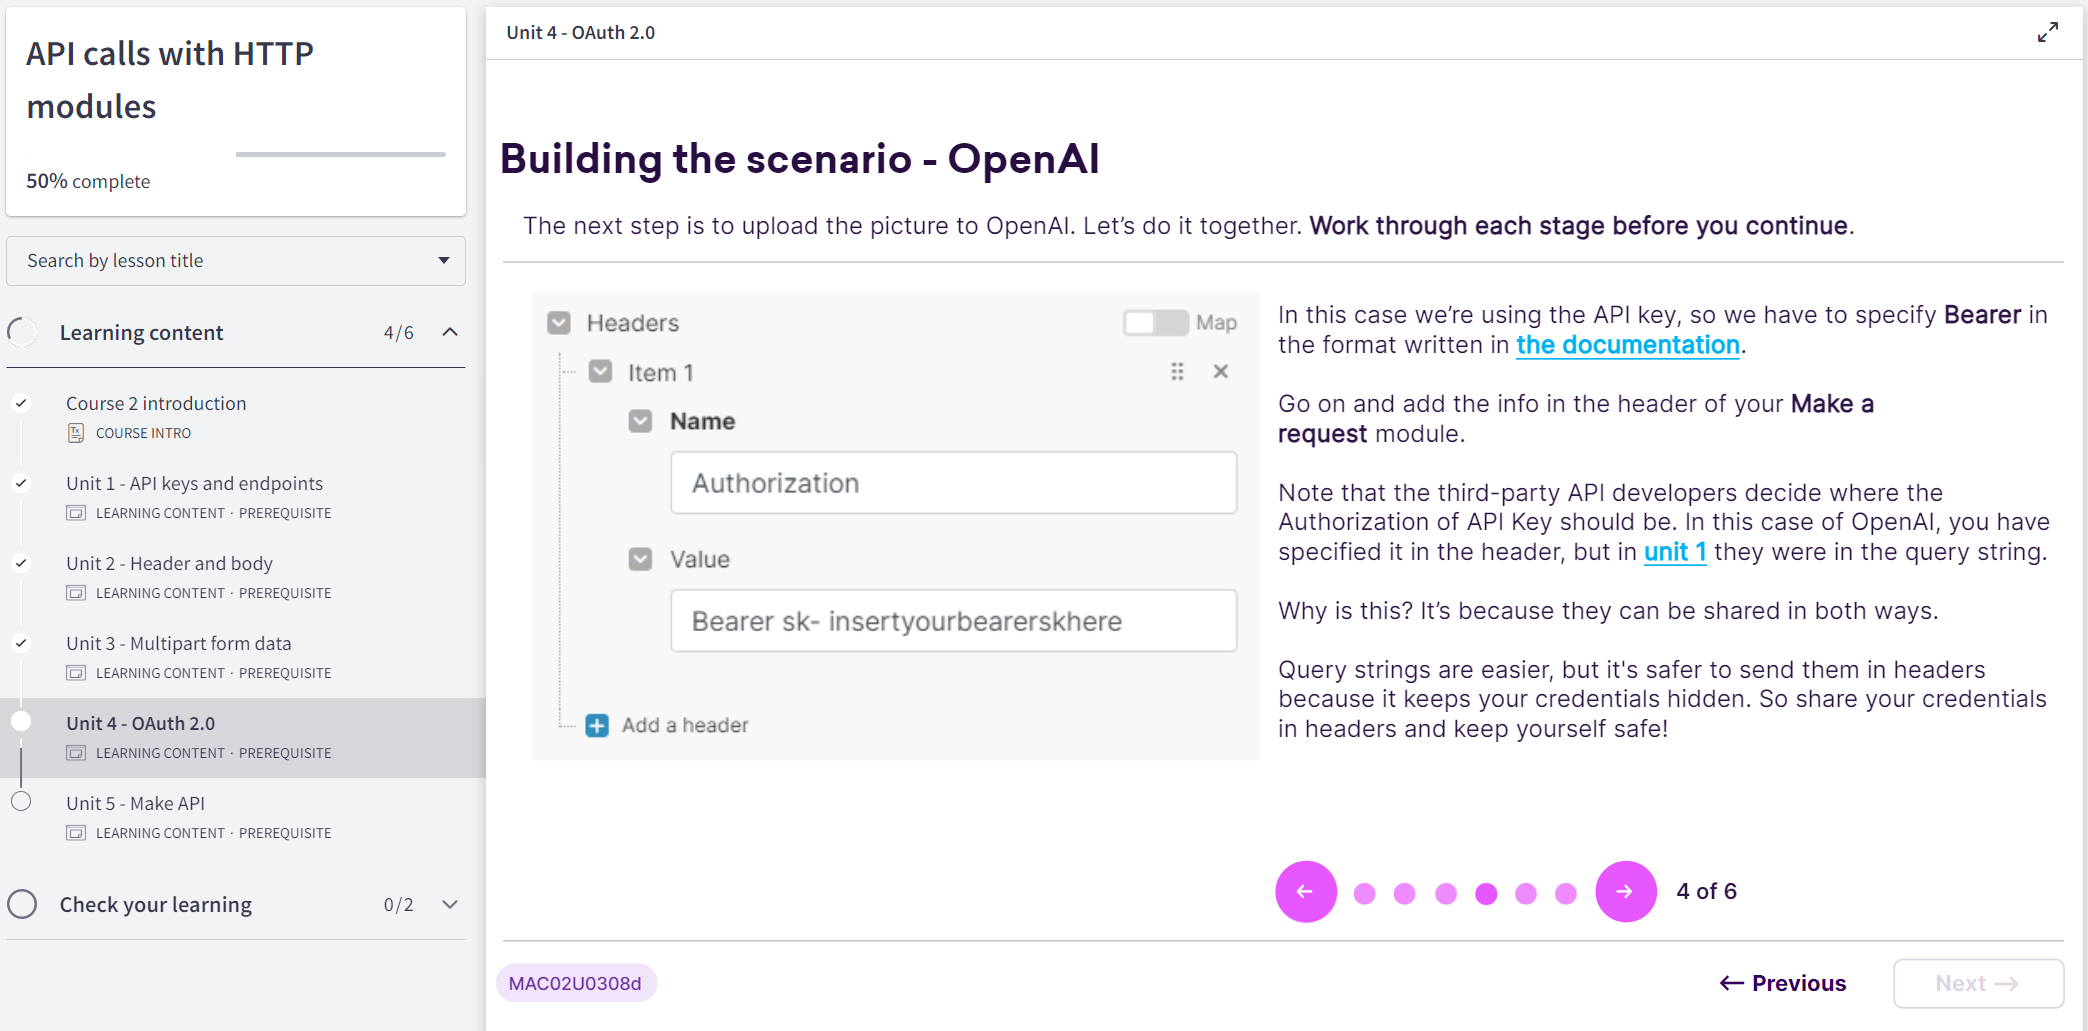 API calls with HTTP
modules
50% complete
Search by lesson title
Learning content 4/6
Course 2 introduction
COURSE INTRO
Unit 1 - API keys and endpoints
LEARNING CONTENT · PREREQUISITE
Unit 2 - Header and body
LEARNING CONTENT · PREREQUISITE
Unit 3 - Multipart form data
LEARNING CONTENT · PREREQUISITE
Unit 4 - OAuth 2.0
LEARNING CONTENT · PREREQUISITE
Unit 5 - Make API
LEARNING CONTENT · PREREQUISITE
Check your learning 0/2
Unit 4 - OAuth 2.0
Building the scenario - OpenAI
The next step is to upload the picture to OpenAI. Let’s do it together. Work through each stage before you continue.
Headers Map
Item 1
Name
Authorization
Value
Bearer sk- insertyourbearerskhere
Add a header
In this case we’re using the API key, so we have to specify Bearer in
the format written in the documentation.
Go on and add the info in the header of your Make a
request module.
Note that the third-party API developers decide where the
Authorization of API Key should be. In this case of OpenAI, you have
specified it in the header, but in unit 1 they were in the query string.
Why is this? It’s because they can be shared in both ways.
Query strings are easier, but it's safer to send them in headers
because it keeps your credentials hidden. So share your credentials
in headers and keep yourself safe!
4 of 6
MAC02U0308d
← Previous
Next →